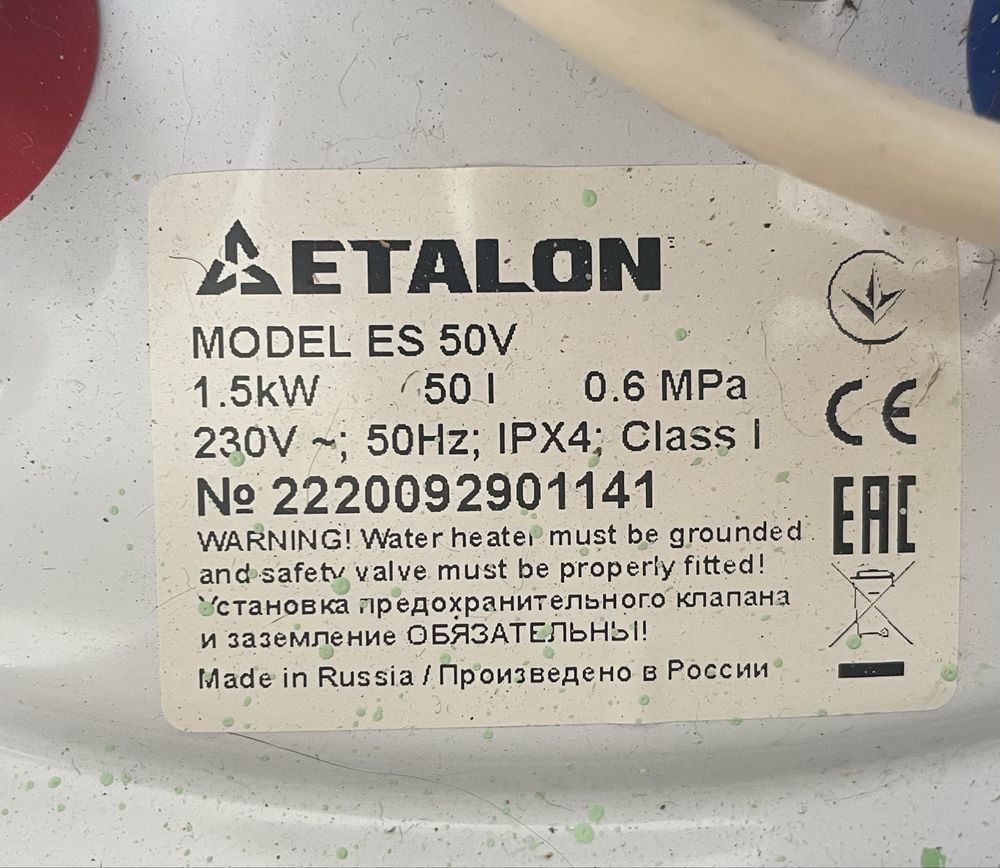 ETALON
MODEL ES 50V
1.5kW 50 l 0.6 MPa
230V ~; 50Hz; IPX4; Class I
№ 2220092901141
WARNING! Water heater must be grounded
and safety valve must be properly fitted!
Установка предохранительного клапана
и заземление ОБЯЗАТЕЛЬНЫ!
Made in Russia / Произведено в России
CE
EAC